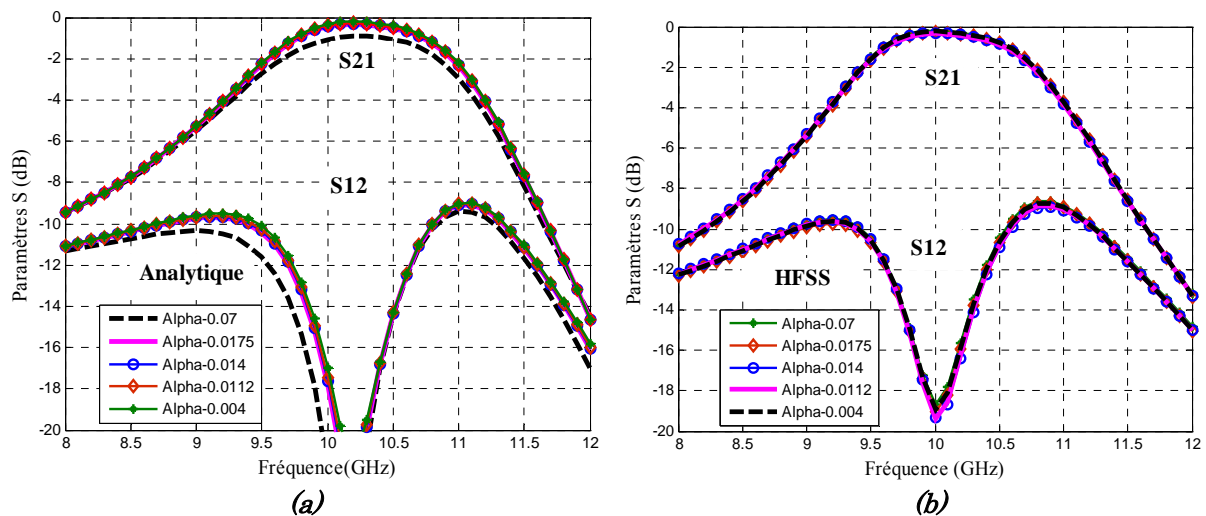 0
-2
-4
-6
-8
-10
-12
-14
-16
-18
-20
Paramètres S (dB)
S21
S12
Analytique
Alpha-0.07
Alpha-0.0175
Alpha-0.014
Alpha-0.0112
Alpha-0.004
8 8.5 9 9.5 10 10.5 11 11.5 12
Fréquence(GHz)
(a)
0
-2
-4
-6
-8
-10
-12
-14
-16
-18
-20
Paramètres S (dB)
S21
S12
HFSS
Alpha-0.07
Alpha-0.0175
Alpha-0.014
Alpha-0.0112
Alpha-0.004
8 8.5 9 9.5 10 10.5 11 11.5 12
Fréquence (GHz)
(b)